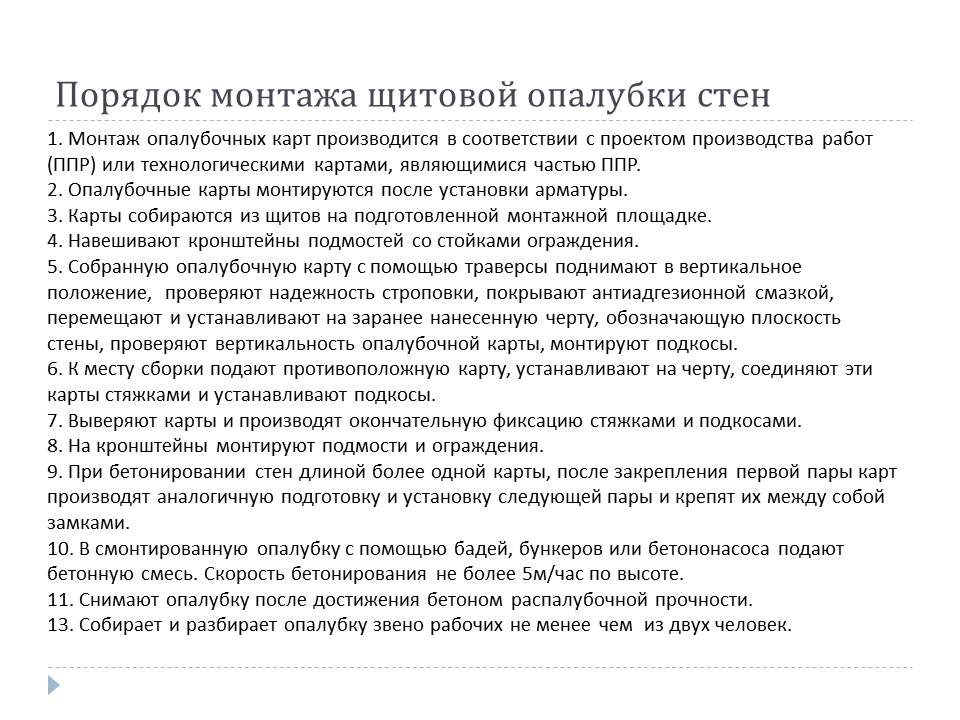 Порядок монтажа щитовой опалубки стен
1. Монтаж опалубочных карт производится в соответствии с проектом производства работ
(ППР) или технологическими картами, являющимися частью ППР.
2. Опалубочные карты монтируются после установки арматуры.
3. Карты собираются из щитов на подготовленной монтажной площадке.
4. Навешивают кронштейны подмостей со стойками ограждения.
5. Собранную опалубочную карту с помощью траверсы поднимают в вертикальное
положение, проверяют надежность строповки, покрывают антиадгезионной смазкой,
перемещают и устанавливают на заранее нанесенную черту, обозначающую плоскость
стены, проверяют вертикальность опалубочной карты, монтируют подкосы.
6. К месту сборки подают противоположную карту, устанавливают на черту, соединяют эти
карты стяжками и устанавливают подкосы.
7. Выверяют карты и производят окончательную фиксацию стяжками и подкосами.
8. На кронштейны монтируют подмости и ограждения.
9. При бетонировании стен длиной более одной карты, после закрепления первой пары карт
производят аналогичную подготовку и установку следующей пары и крепят их между собой
замками.
10. В смонтированную опалубку с помощью бадей, бункеров или бетононасоса подают
бетонную смесь. Скорость бетонирования не более 5м/час по высоте.
11. Снимают опалубку после достижения бетоном распалубочной прочности.
13. Собирает и разбирает опалубку звено рабочих не менее чем из двух человек.